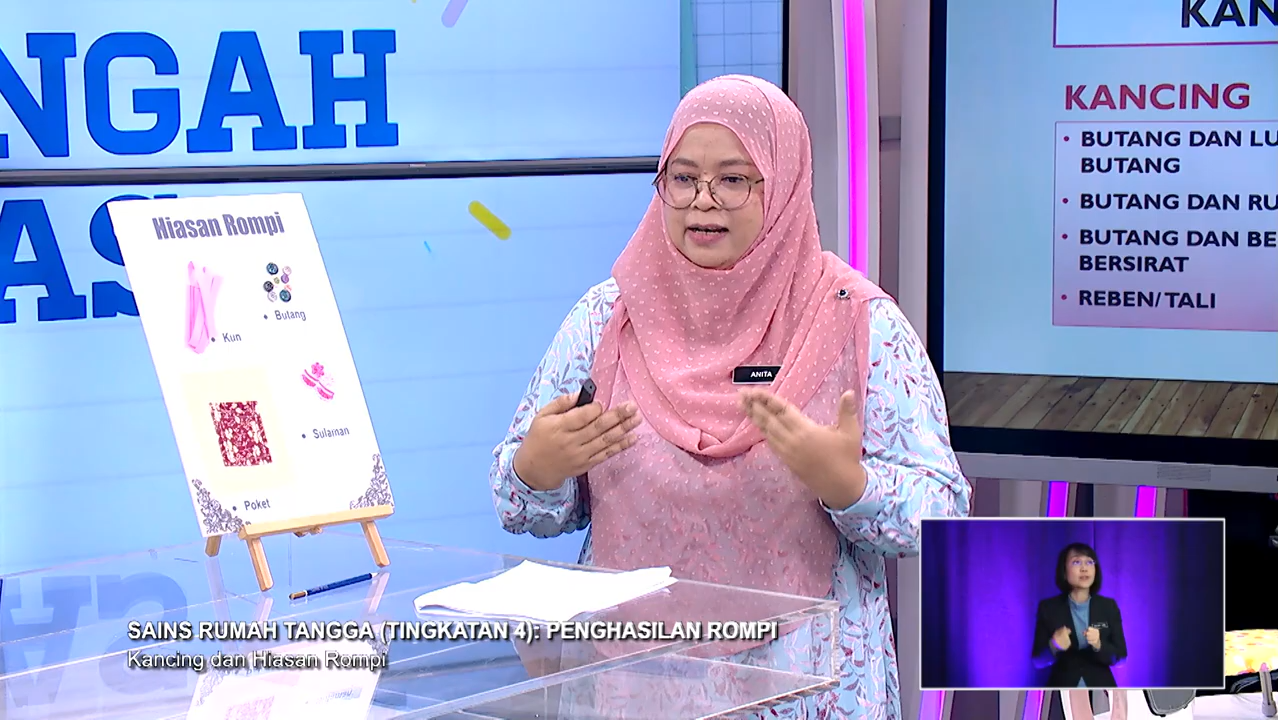 NGAH
AS
Hiasan Rompi
• Kun
• Butang
• Sulaman
• Poket
ANITA
KAN
KANCING
• BUTANG DAN LU
BUTANG
• BUTANG DAN RU
• BUTANG DAN BE
BERSIRAT
• REBEN/TALI
SAINS RUMAH TANGGA (TINGKATAN 4): PENGHASILAN ROMPI
Kancing dan Hiasan Rompi